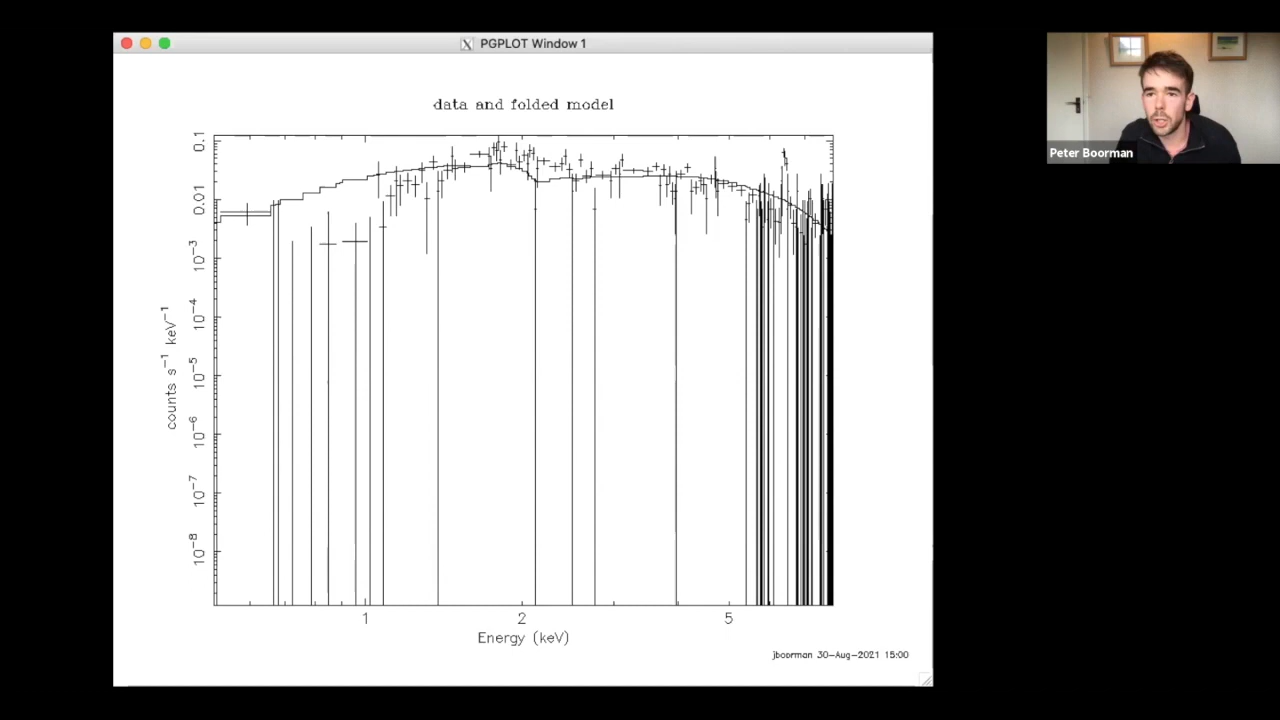 PGPLOT Window 1
data and folded model
0.1
0.01
10⁻³
10⁻⁴
10⁻⁵
10⁻⁶
10⁻⁷
10⁻⁸
counts s⁻¹ keV⁻¹
1 2 5
Energy (keV)
jboorman 30-Aug-2021 15:00
Peter Boorman